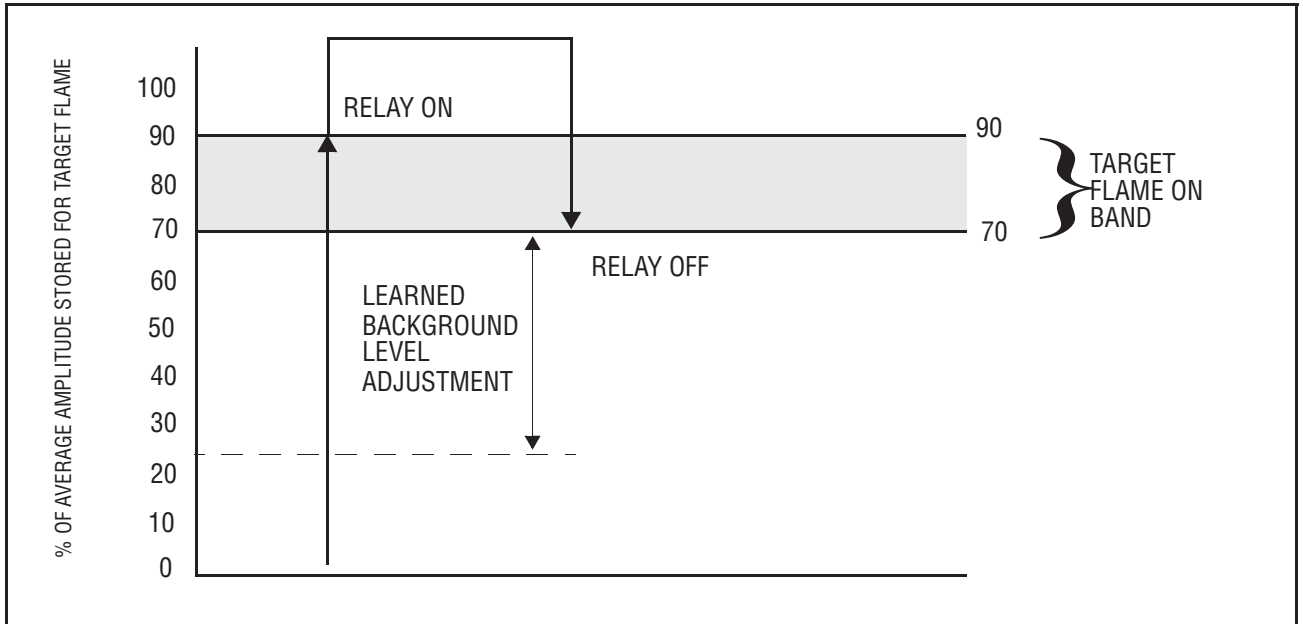 % OF AVERAGE AMPLITUDE STORED FOR TARGET FLAME
100
90
80
70
60
50
40
30
20
10
0
RELAY ON
RELAY OFF
LEARNED
BACKGROUND
LEVEL
ADJUSTMENT
90
70
TARGET
FLAME ON
BAND